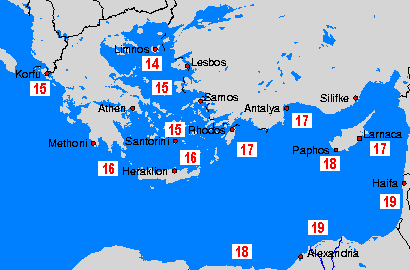 Limnos
14
Lesbos
Korfu
15
15
Samos
Silifke
Athen
Antalya
17
15
Rhodos
Larnaca
Methoni
Santorini
16
17
Paphos
17
16
Heraklion
18
Haifa
19
19
18
Alexandria